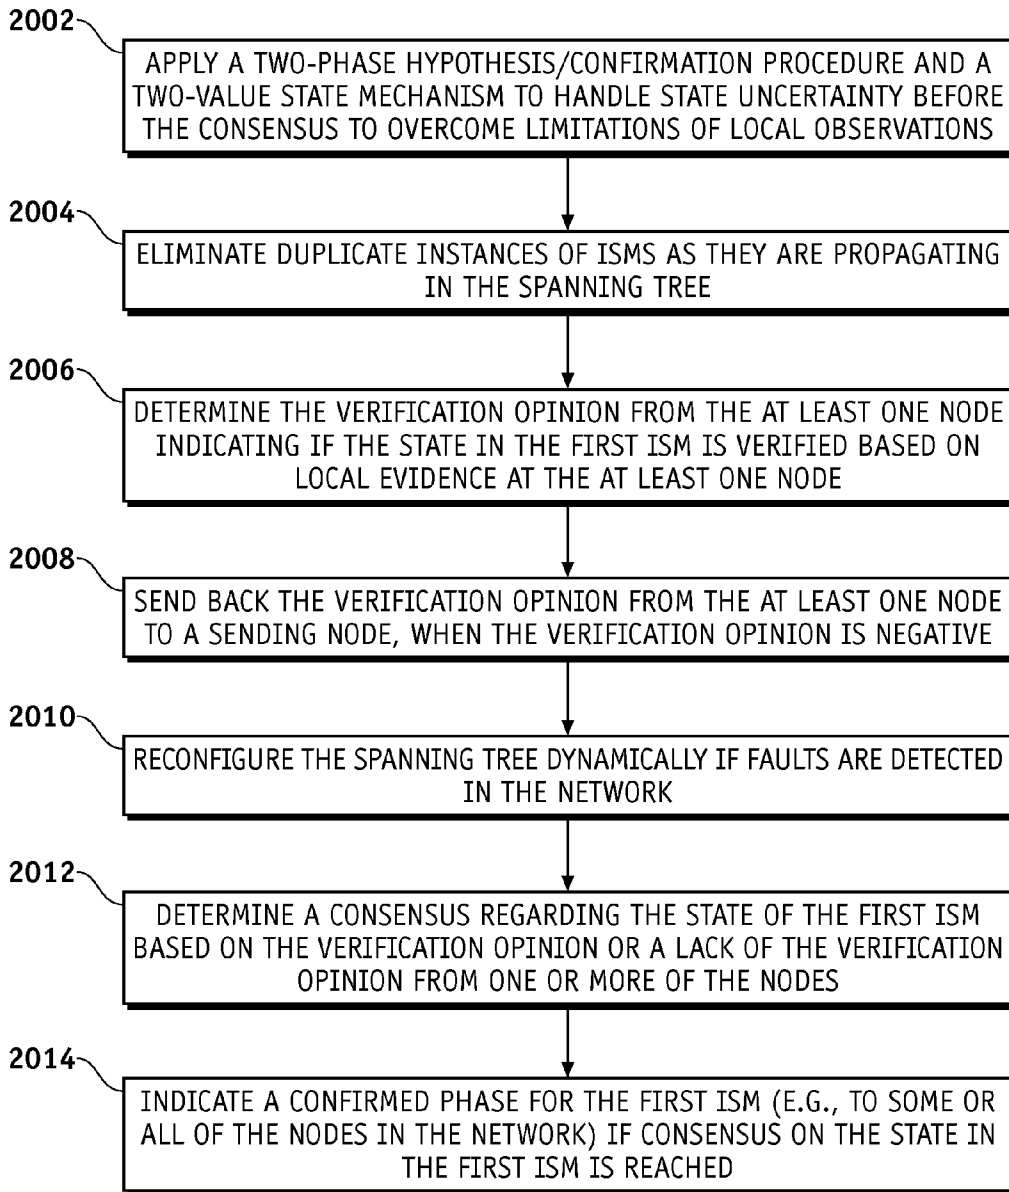 2002
APPLY A TWO-PHASE HYPOTHESIS/CONFIRMATION PROCEDURE AND A
TWO-VALUE STATE MECHANISM TO HANDLE STATE UNCERTAINTY BEFORE
THE CONSENSUS TO OVERCOME LIMITATIONS OF LOCAL OBSERVATIONS
2004
ELIMINATE DUPLICATE INSTANCES OF ISMS AS THEY ARE PROPAGATING
IN THE SPANNING TREE
2006
DETERMINE THE VERIFICATION OPINION FROM THE AT LEAST ONE NODE
INDICATING IF THE STATE IN THE FIRST ISM IS VERIFIED BASED ON
LOCAL EVIDENCE AT THE AT LEAST ONE NODE
2008
SEND BACK THE VERIFICATION OPINION FROM THE AT LEAST ONE NODE
TO A SENDING NODE, WHEN THE VERIFICATION OPINION IS NEGATIVE
2010
RECONFIGURE THE SPANNING TREE DYNAMICALLY IF FAULTS ARE DETECTED
IN THE NETWORK
2012
DETERMINE A CONSENSUS REGARDING THE STATE OF THE FIRST ISM
BASED ON THE VERIFICATION OPINION OR A LACK OF THE VERIFICATION
OPINION FROM ONE OR MORE OF THE NODES
2014
INDICATE A CONFIRMED PHASE FOR THE FIRST ISM (E.G., TO SOME OR
ALL OF THE NODES IN THE NETWORK) IF CONSENSUS ON THE STATE IN
THE FIRST ISM IS REACHED